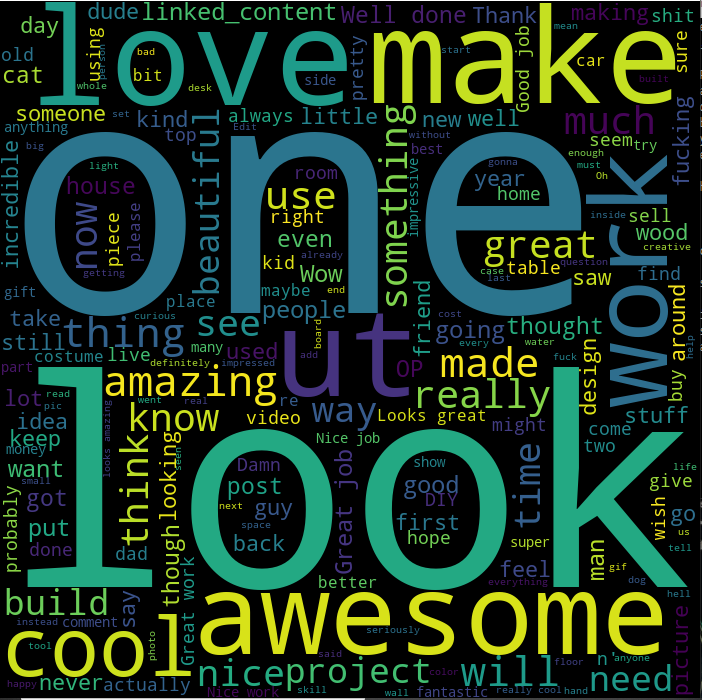 day
dude
linked_content
Well done
Thank
making
shit
old
using
person
love
bad
bit
start
make
mean
sure
cat
whole
desk
side
pretty
Good job
car
built
someone
set
kind
always
little
new
well
much
fucking
anything
top
Edit
something
without
best
seem
try
big
light
one
gonna
enough
must
Oh
incredible
house
beautiful
room
use
impressive
year
home
inside
sell
work
now
piece
please
right
great
wood
creative
even
already
kid
Wow
case
table
question
last
saw
find
getting
gift
place
maybe
end
people
take
curious
friend
cost
thing
see
ut
board
going
thought
around
still
costume
live
many
used
add
OP
every
water
made
fuck
design
buy
help
part
definitely
impressed
amazing
really
lot
read
pic
went
real
re
know
video
way
Looks great
stuff
idea
looks amazing
seen
Nice job
might
come
two
keep
money
think
looking
look
Damn
show
time
life
want
small
post
good
DIY
give
probably
got
next
guy
first
wish
go
us
put
space
Great job
hope
super
man
tell
done
dad
though
back
feel
gif
dog
hell
better
everything
build
say
Great work
awesome
picture
instead
comment
photo
seriously
cool
tool
said
n'
anyone
happy
never
actually
nice
Nice work
project
color
will
floor
need
skill
wall
fantastic
really cool
hand